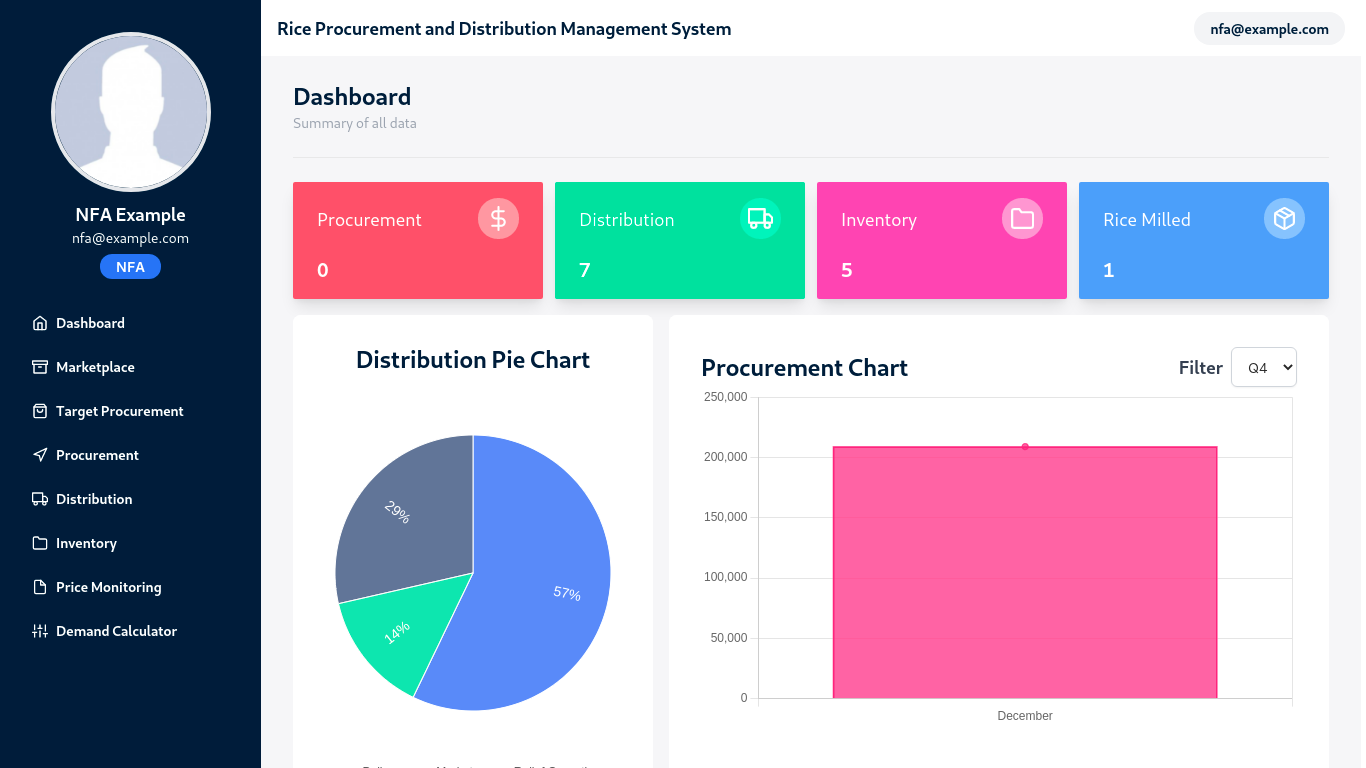 Rice Procurement and Distribution Management System
nfa@example.com
NFA Example
nfa@example.com
NFA
Dashboard
Marketplace
Target Procurement
Procurement
Distribution
Inventory
Price Monitoring
Demand Calculator
Dashboard
Summary of all data
Procurement
0
Distribution
7
Inventory
5
Rice Milled
1
Distribution Pie Chart
29%
57%
14%
Procurement Chart
Filter
Q4
250,000
200,000
150,000
100,000
50,000
0
December